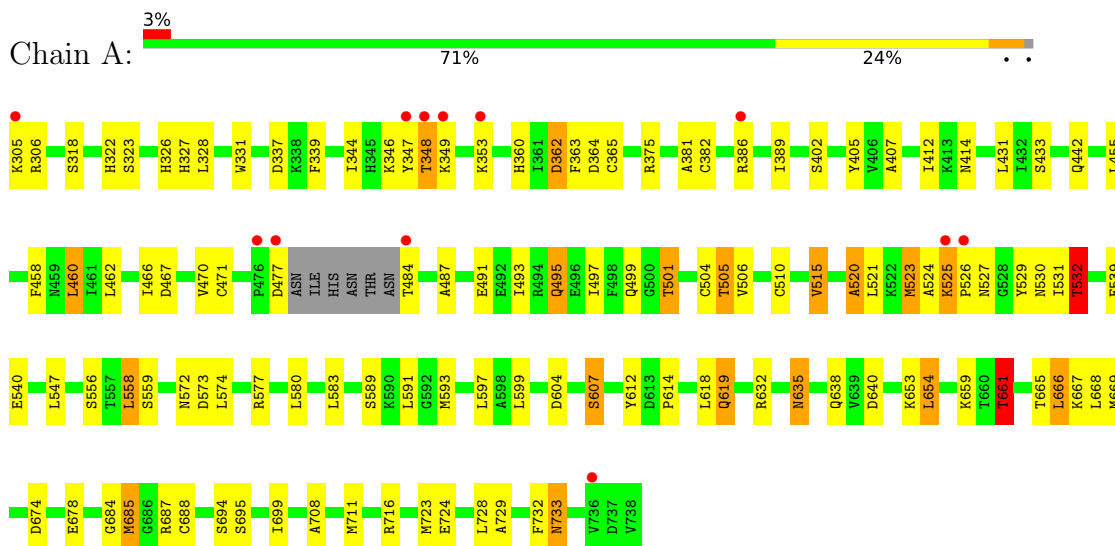 3%
Chain A:
71% 24% • •
K305 R306 S318 H322 S323 H326 H327 L328 W331 D337 K338 F339 I344 H345 K346 Y347 T348 K349 K353 H360 I361 D362 F363 D364 C365 R375 A381 C382 R386 I389 S402 Y405 V406 A407 I412 K413 N414 L431 I432 S433 Q442 L455
F458 N459 L460 I461 L462 I466 D467 V470 C471 P476 D477 ASN ILE HIS ASN THR ASN T484 A487 E491 E492 I493 R494 Q495 E496 I497 F498 Q499 G500 T501 C504 T505 V506 C510 V515 A520 L521 K522 M523 A524 K525 P526 N527 G528 Y529 N530 I531 T532 E539
E540 L547 S556 T557 L558 S559 N572 D573 L574 R577 L580 L583 S589 K590 L591 G592 M593 L597 A598 L599 D604 S607 Y612 D613 P614 L618 Q619 R632 N635 Q638 V639 D640 K653 L654 K659 T660 T661 T665 L666 K667 L668 M669
D674 E678 G684 M685 G686 R687 C688 S694 S695 I699 A708 M711 R716 M723 E724 L728 A729 F732 N733 V736 D737 V738